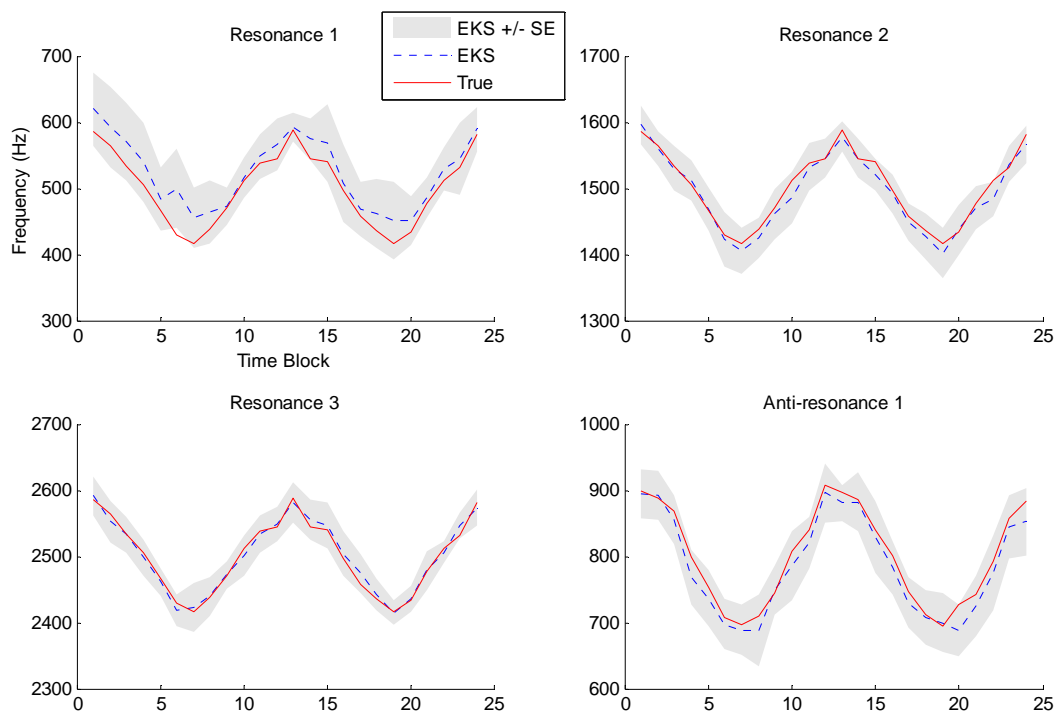 Resonance 1
EKS +/- SE
EKS
True
Resonance 2
700
600
500
400
300
Frequency (Hz)
0 5 10 15 20 25
Time Block
1700
1600
1500
1400
1300
0 5 10 15 20 25
Resonance 3
2700
2600
2500
2400
2300
0 5 10 15 20 25
Anti-resonance 1
1000
900
800
700
600
0 5 10 15 20 25